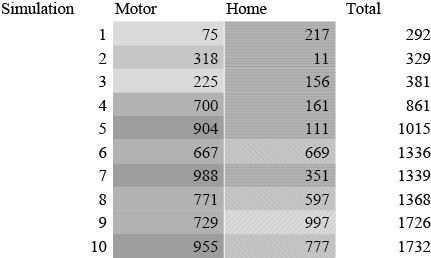 Simulation Motor Home Total
1 75 217 292
2 318 11 329
3 225 156 381
4 700 161 861
5 904 111 1015
6 667 669 1336
7 988 351 1339
8 771 597 1368
9 729 997 1726
10 955 777 1732